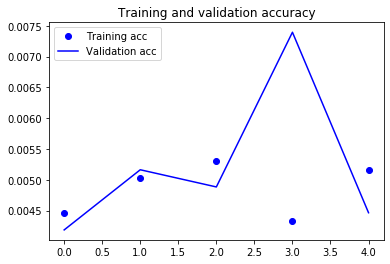 Training and validation accuracy
Training acc
Validation acc
0.0075
0.0070
0.0065
0.0060
0.0055
0.0050
0.0045
0.0 0.5 1.0 1.5 2.0 2.5 3.0 3.5 4.0